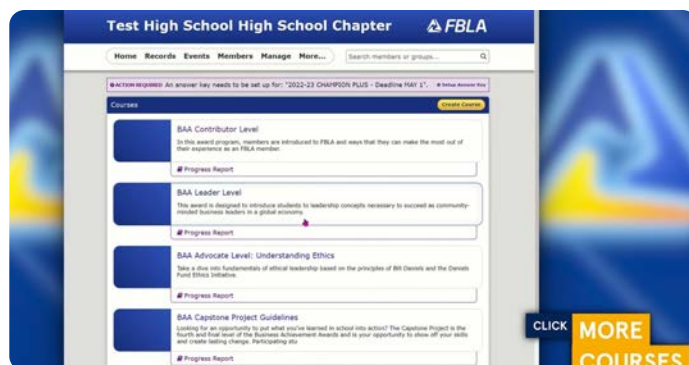 Test High School High School Chapter
FBLA
Home Records Events Members Manage More...
Search members or groups...
ACTION REQUIRED An answer key needs to be set up for: "2022-23 CHAMPION PLUS - Deadline MAY 1".
Setup Answer Key
Courses
Create Course
BAA Contributor Level
In this award program, members are introduced to FBLA and ways that they can make the most out of
their experience as an FBLA member.
Progress Report
BAA Leader Level
This award is designed to introduce students to leadership concepts necessary to succeed as community-
minded business leaders in a global economy.
Progress Report
BAA Advocate Level: Understanding Ethics
Take a dive into fundamentals of ethical leadership based on the principles of Bill Daniels and the Daniels
Fund Ethics Initiative.
Progress Report
BAA Capstone Project Guidelines
Looking for an opportunity to put what you've learned in school into action? The Capstone Project is the
fourth and final level of the Business Achievement Awards and is your opportunity to show off your skills
and create lasting change. Participating stu
Progress Report
CLICK
MORE
COURSES